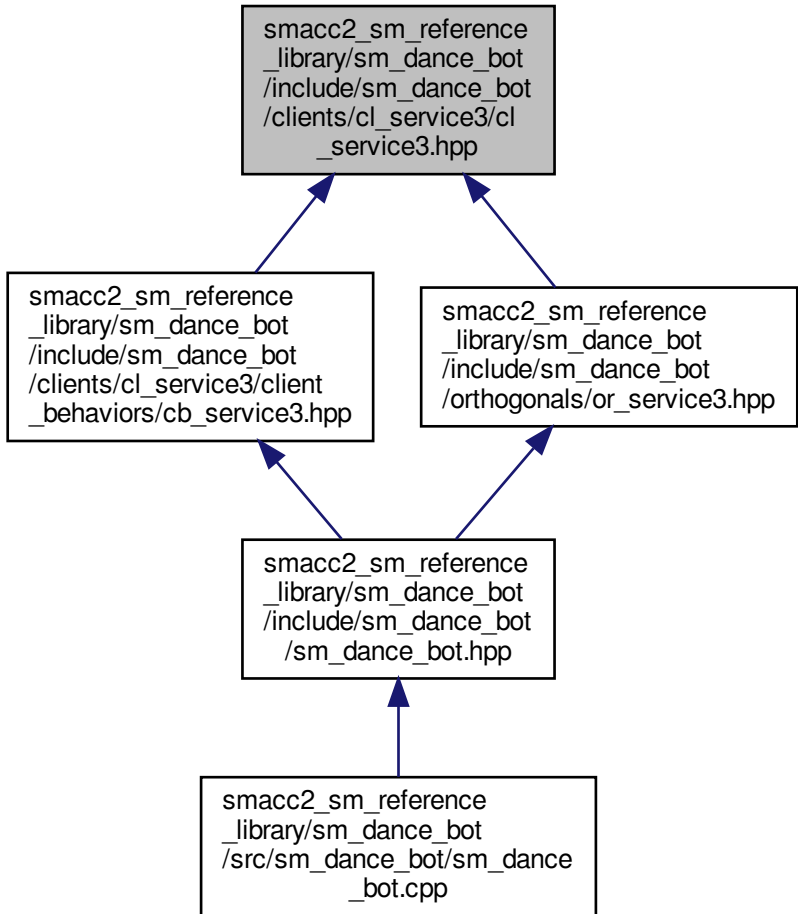 smacc2_sm_reference
_library/sm_dance_bot
/include/sm_dance_bot
/clients/cl_service3/cl
_service3.hpp
smacc2_sm_reference
_library/sm_dance_bot
/include/sm_dance_bot
/clients/cl_service3/client
_behaviors/cb_service3.hpp
smacc2_sm_reference
_library/sm_dance_bot
/include/sm_dance_bot
/orthogonals/or_service3.hpp
smacc2_sm_reference
_library/sm_dance_bot
/include/sm_dance_bot
/sm_dance_bot.hpp
smacc2_sm_reference
_library/sm_dance_bot
/src/sm_dance_bot/sm_dance
_bot.cpp